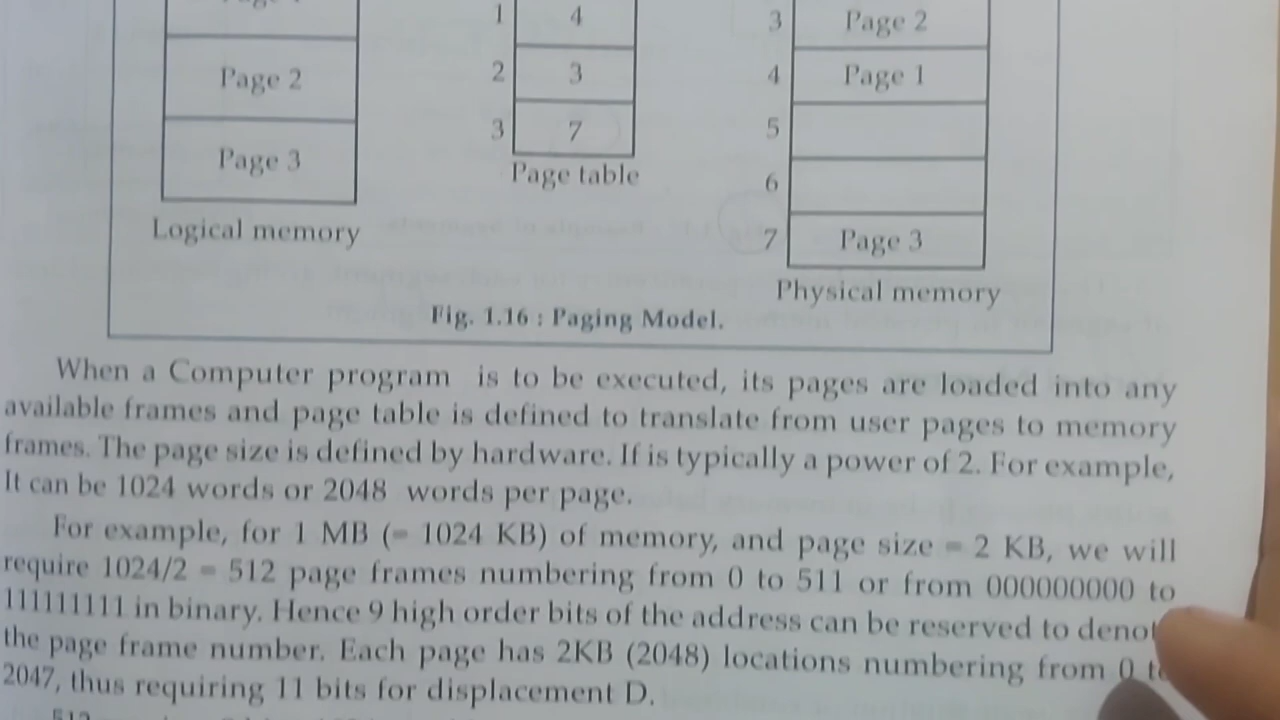 1 4 3 Page 2
Page 2 2 3 4 Page 1
3 7 5
Page 3 Page table 6
Logical memory 7 Page 3
Physical memory
Fig. 1.16 : Paging Model.
When a Computer program is to be executed, its pages are loaded into any
available frames and page table is defined to translate from user pages to memory
frames. The page size is defined by hardware. If is typically a power of 2. For example,
It can be 1024 words or 2048 words per page.
For example, for 1 MB (= 1024 KB) of memory, and page size = 2 KB, we will
require 1024/2 = 512 page frames numbering from 0 to 511 or from 000000000 to
111111111 in binary. Hence 9 high order bits of the address can be reserved to
the page frame number. Each page has 2KB (2048) locations numbering from 0
2047, thus requiring 11 bits for displacement D.